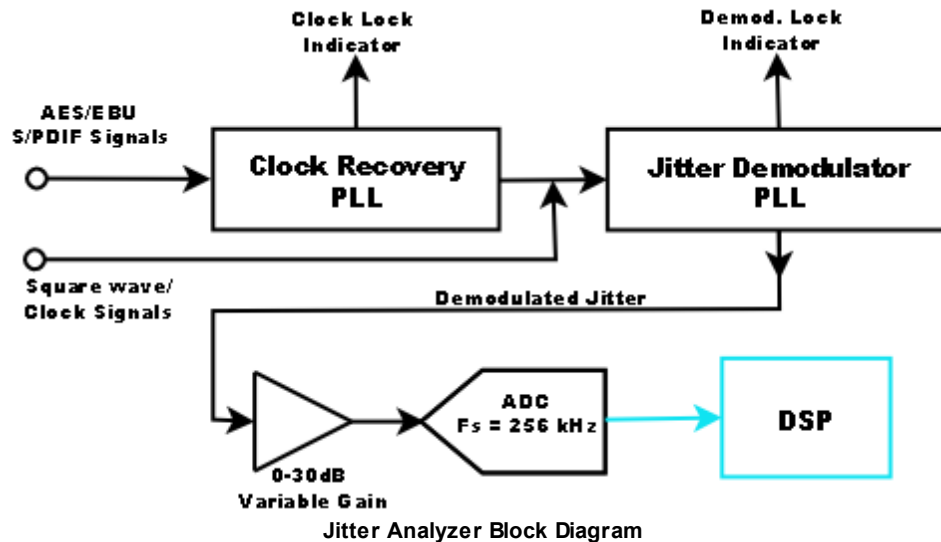 Clock Lock
Indicator
Demod. Lock
Indicator
AES/EBU
S/PDIF Signals
Clock Recovery
PLL
Jitter Demodulator
PLL
Square wave/
Clock Signals
Demodulated Jitter
ADC
Fs = 256 kHz
DSP
0-30dB
Variable Gain
Jitter Analyzer Block Diagram